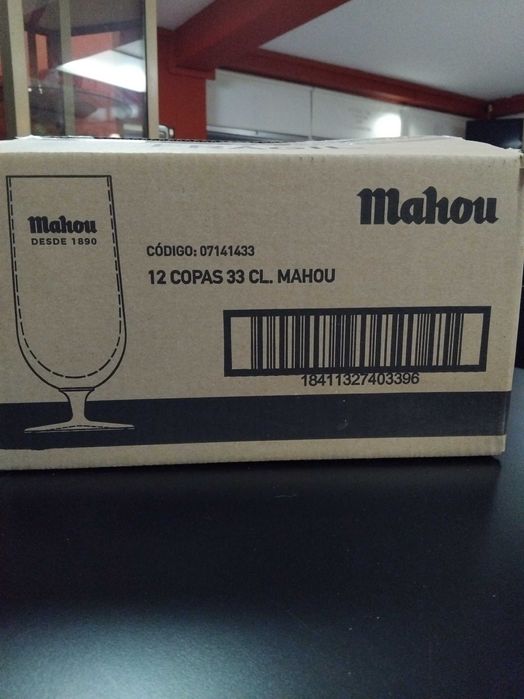 Mahou
Mahou
DESDE 1890
CÓDIGO: 07141433
12 COPAS 33 CL. MAHOU
18411327403396